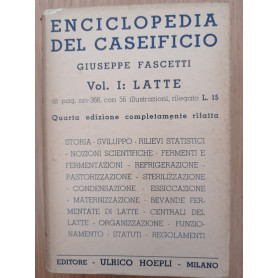 ENCICLOPEDIA
DEL CASEIFICIO
GIUSEPPE FASCETTI
Vol. I: LATTE
di pag. XVI-368, con 56 illustrazioni, rilegato L. 15
Quarta edizione completamente rifatta
STORIA - SVILUPPO - RILIEVI STATISTICI
- NOZIONI SCIENTIFICHE - FERMENTI E
FERMENTAZIONI - REFRIGERAZIONE -
PASTORIZZAZIONE - STERILIZZAZIONE
- CONDENSAZIONE - ESSICCAZIONE
- MATERNIZZAZIONE - BEVANDE FER-
MENTATE DI LATTE - CENTRALI DEL
LATTE - ORGANIZZAZIONE - FUNZIO-
NAMENTO - STATUTI - REGOLAMENTI
EDITORE - ULRICO HOEPLI - MILANO